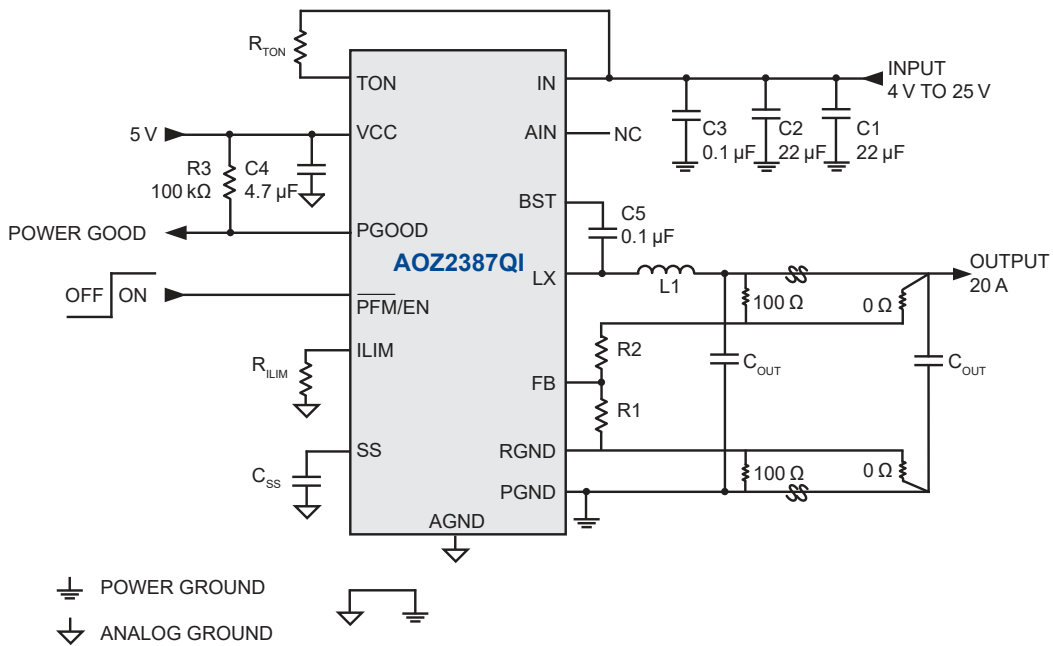 R_TON
TON
IN
INPUT
4 V TO 25 V
5 V
VCC
AIN
NC
C3
0.1 µF
C2
22 µF
C1
22 µF
R3
100 kΩ
C4
4.7 µF
BST
C5
0.1 µF
POWER GOOD
PGOOD
AOZ2387QI
LX
L1
OUTPUT
20 A
OFF
ON
PFM/EN
100 Ω
0 Ω
R_ILIM
ILIM
R2
C_OUT
C_OUT
FB
R1
C_SS
SS
RGND
100 Ω
0 Ω
PGND
AGND
POWER GROUND
ANALOG GROUND